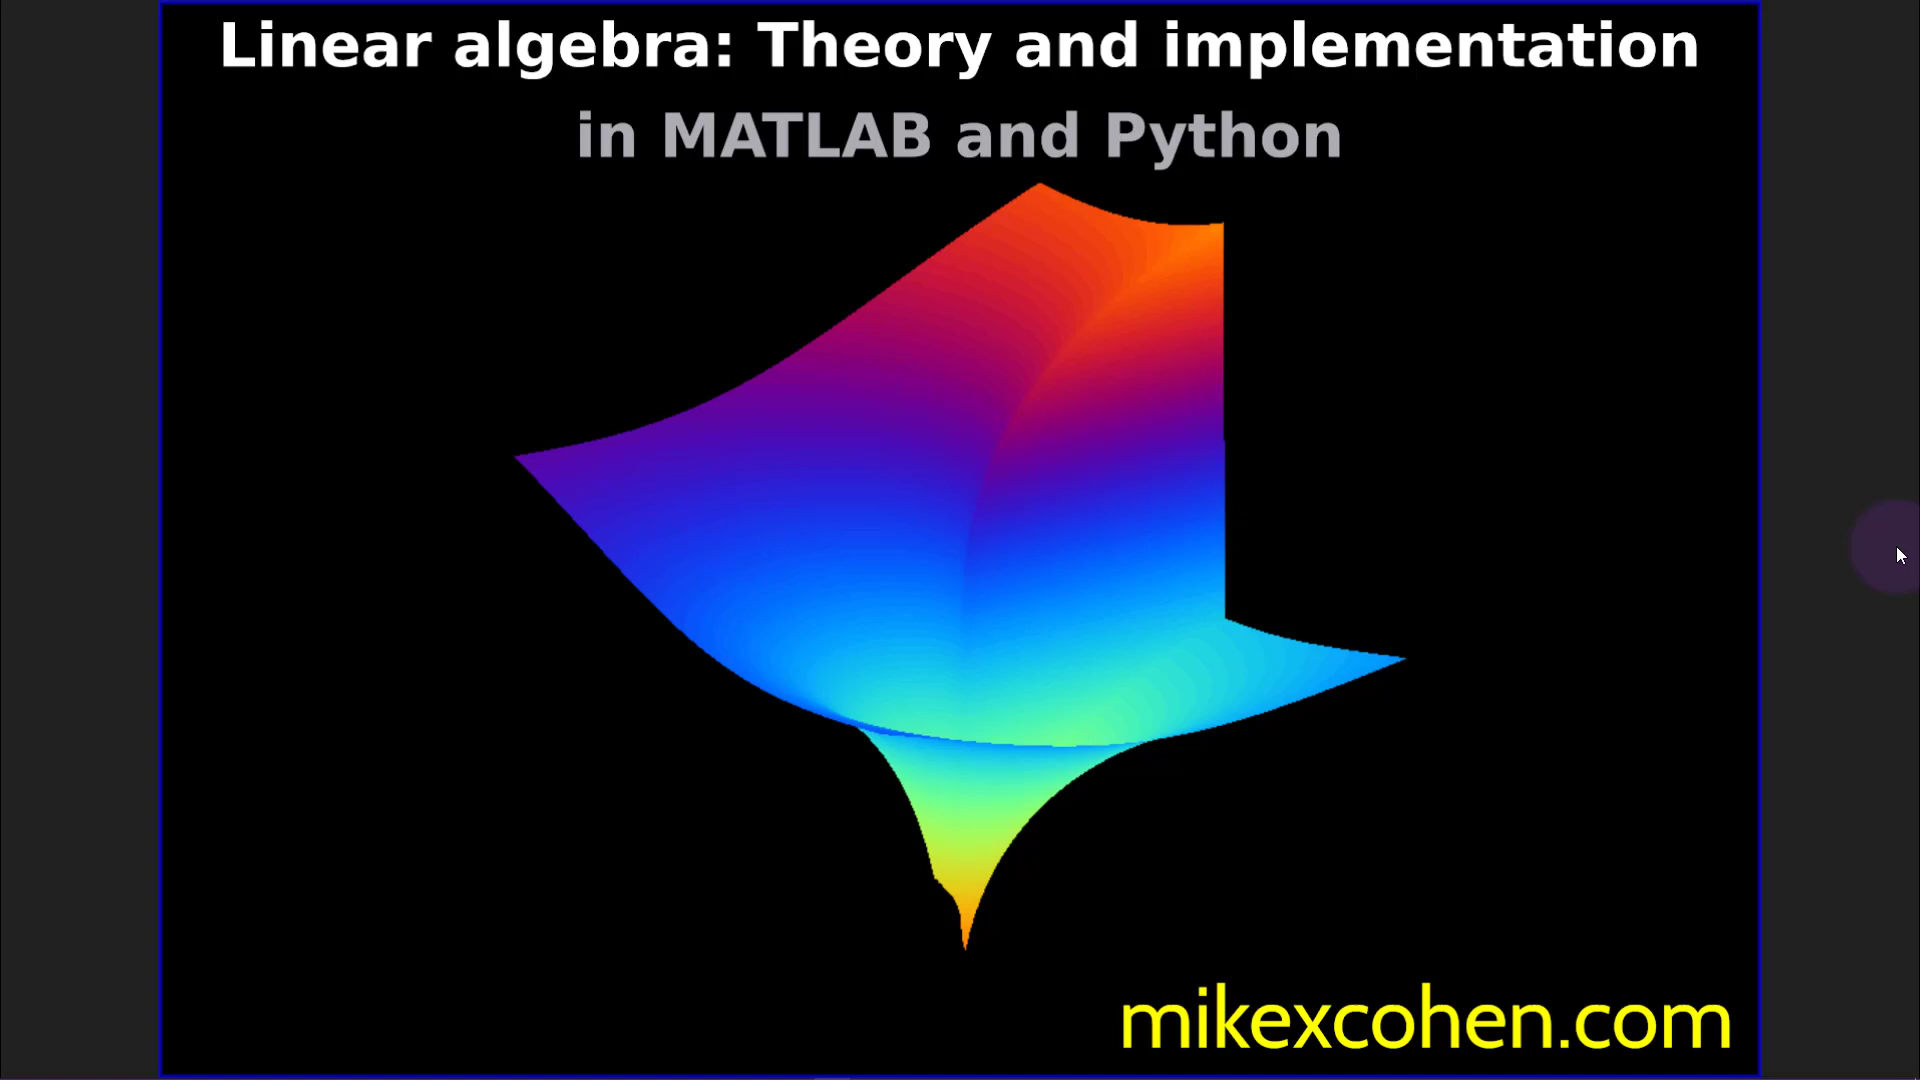 Linear algebra: Theory and implementation
in MATLAB and Python
mikexcohen.com